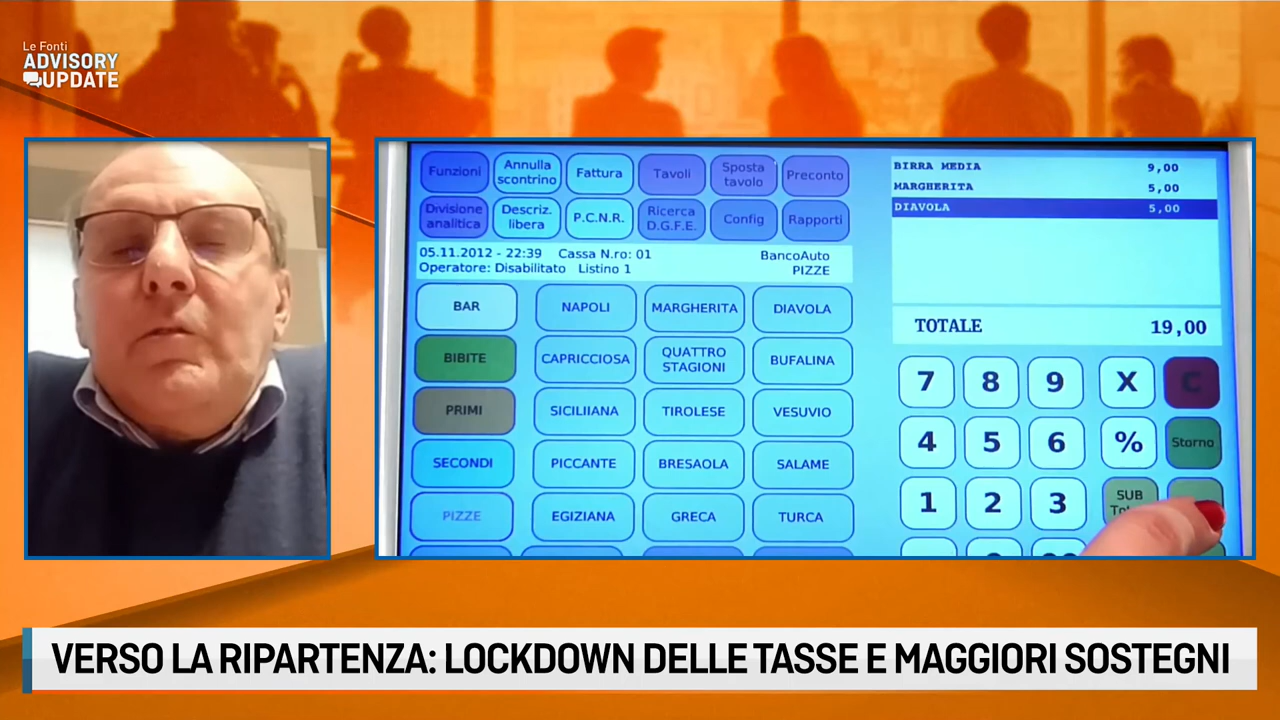 Le Fonti
ADVISORY
UPDATE
Funzioni
Annulla
scontrino
Fattura
Tavoli
Sposta
tavolo
Preconto
Divisione
analitica
Descriz.
libera
P.C.N.R.
Ricerca
D.G.F.E.
Config
Rapporti
05.11.2012 - 22:39 Cassa N.ro: 01 BancoAuto
Operatore: Disabilitato Listino 1 PIZZE
BAR NAPOLI MARGHERITA DIAVOLA
BIBITE CAPRICCIOSA QUATTRO
STAGIONI BUFALINA
PRIMI SICILIIANA TIROLESE VESUVIO
SECONDI PICCANTE BRESAOLA SALAME
PIZZE EGIZIANA GRECA TURCA
BIRRA MEDIA 9,00
MARGHERITA 5,00
DIAVOLA 5,00
TOTALE 19,00
7 8 9 X C
4 5 6 % Storno
1 2 3 SUB
VERSO LA RIPARTENZA: LOCKDOWN DELLE TASSE E MAGGIORI SOSTEGNI